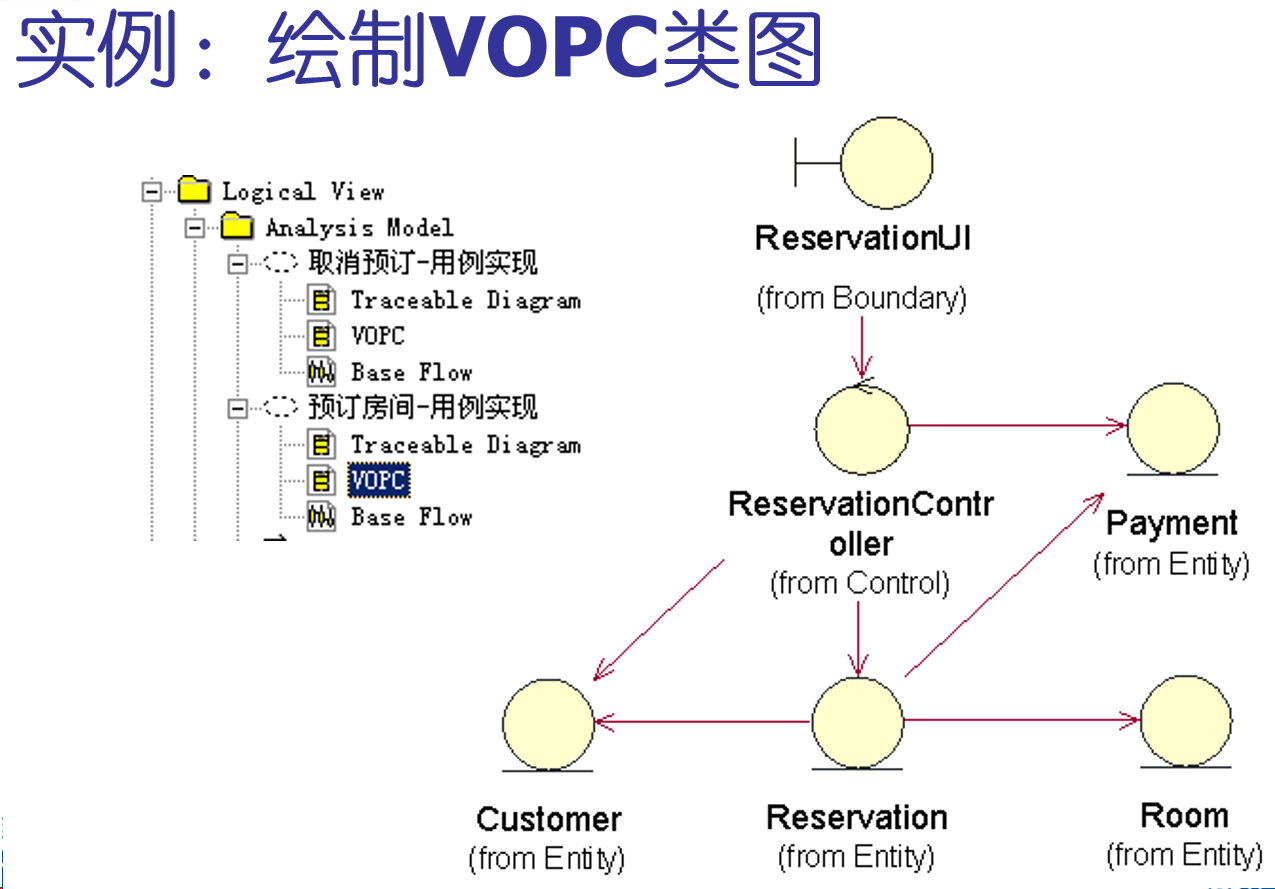 实例：绘制VOPC类图
Logical View
Analysis Model
取消预订-用例实现
Traceable Diagram
VOPC
Base Flow
预订房间-用例实现
Traceable Diagram
VOPC
Base Flow
ReservationUI
(from Boundary)
ReservationContr
oller
(from Control)
Payment
(from Entity)
Customer
(from Entity)
Reservation
(from Entity)
Room
(from Entity)